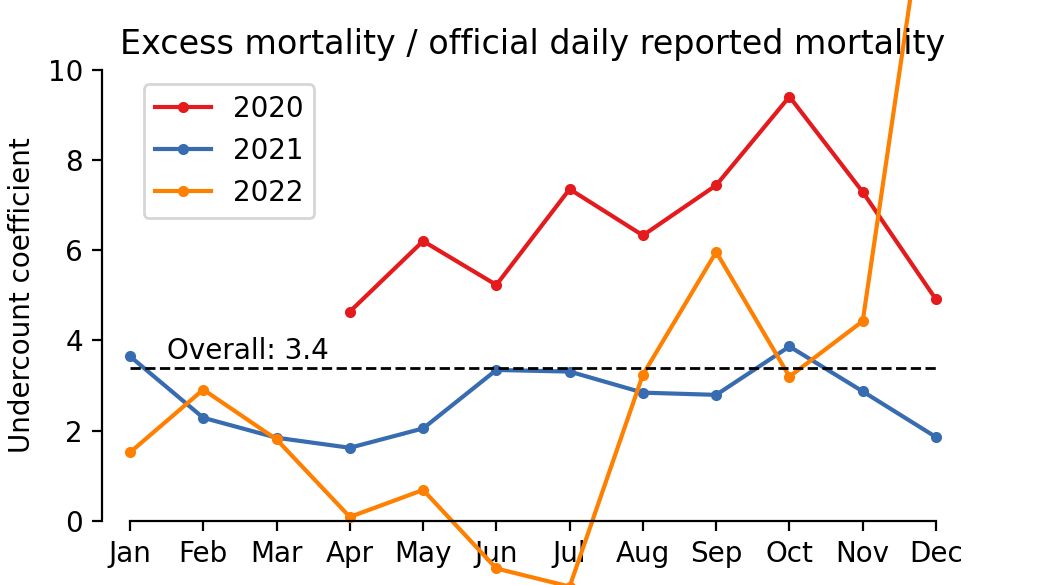 Excess mortality / official daily reported mortality
Undercount coefficient
10
8
6
4
2
0
2020
2021
2022
Overall: 3.4
Jan Feb Mar Apr May Jun Jul Aug Sep Oct Nov Dec